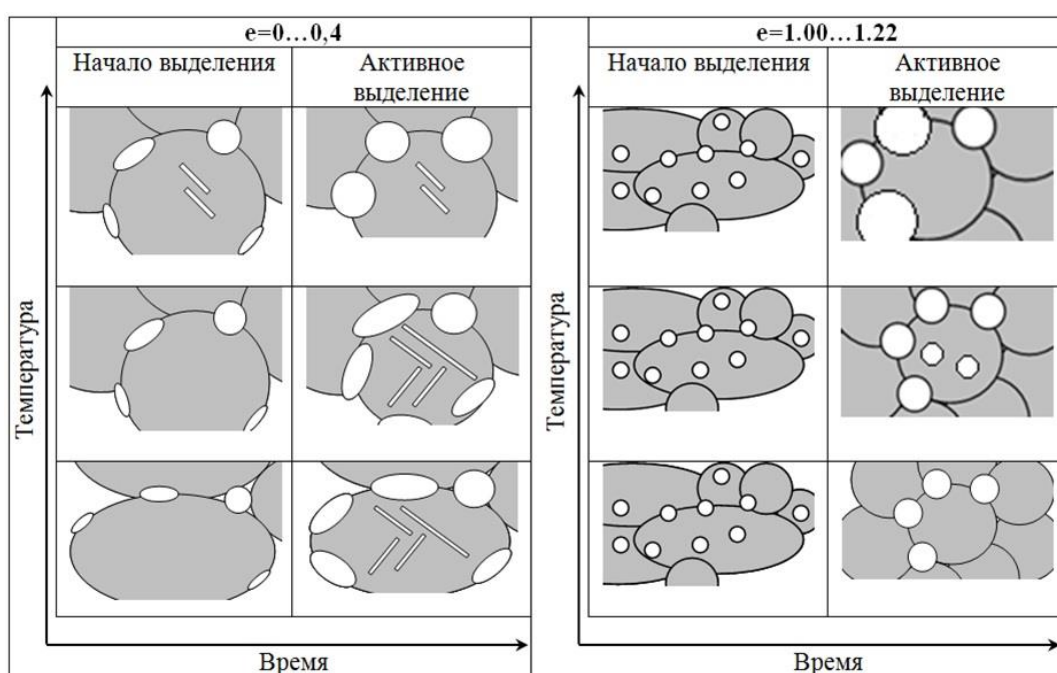 e=0...0,4
e=1.00...1.22
Начало выделения
Активное
выделение
Начало выделения
Активное
выделение
Температура
Температура
Время
Время